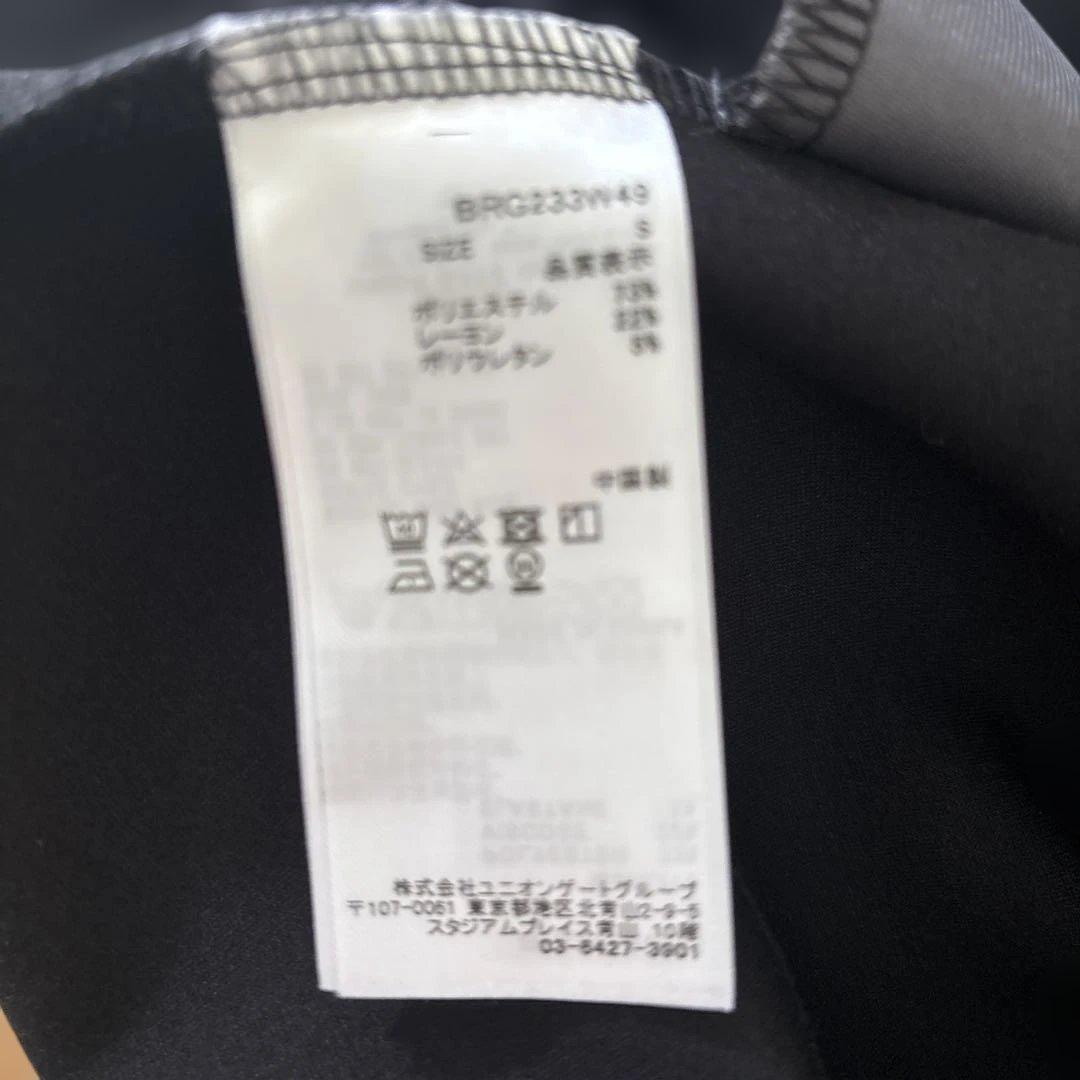 BRG233W49
SIZE S
品質表示
ポリエステル 73%
レーヨン 22%
ポリウレタン 5%
中国製
株式会社ユニオンゲートグループ
〒107-0061 東京都港区北青山2-9-5
スタジアムプレイス青山 10階
03-6427-3901